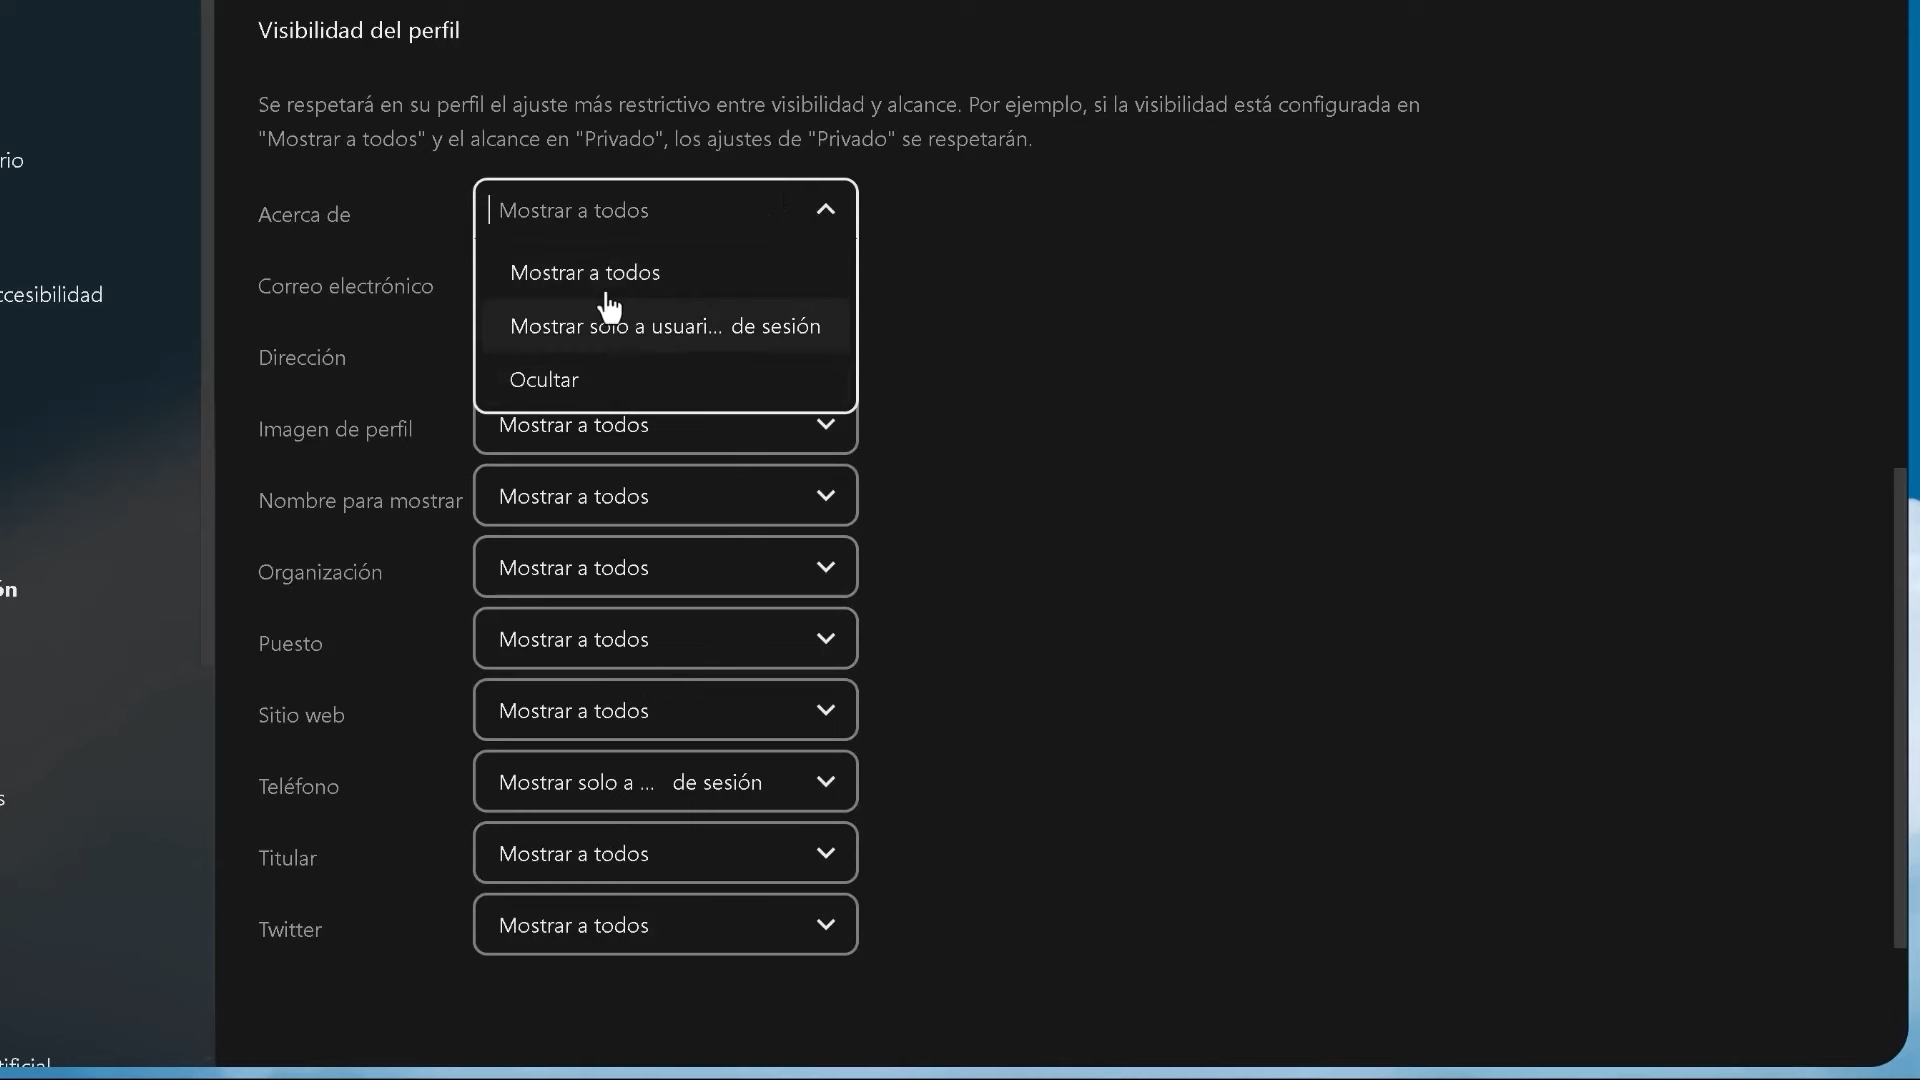 Visibilidad del perfil
Se respetará en su perfil el ajuste más restrictivo entre visibilidad y alcance. Por ejemplo, si la visibilidad está configurada en
"Mostrar a todos" y el alcance en "Privado", los ajustes de "Privado" se respetarán.
rio
Acerca de
Mostrar a todos
Mostrar a todos
Correo electrónico
ccesibilidad
Mostrar solo a usuari... de sesión
Dirección
Ocultar
Imagen de perfil
Mostrar a todos
Nombre para mostrar
Mostrar a todos
Organización
Mostrar a todos
ón
Puesto
Mostrar a todos
Sitio web
Mostrar a todos
Teléfono
Mostrar solo a ... de sesión
s
Titular
Mostrar a todos
Twitter
Mostrar a todos
tificial